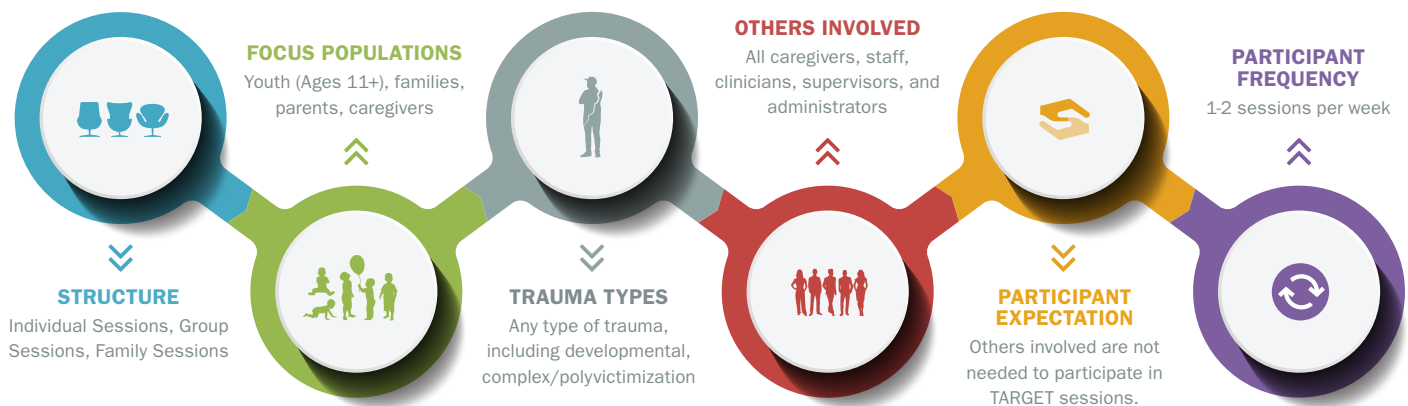 STRUCTURE
Individual Sessions, Group
Sessions, Family Sessions
FOCUS POPULATIONS
Youth (Ages 11+), families,
parents, caregivers
TRAUMA TYPES
Any type of trauma,
including developmental,
complex/polyvictimization
OTHERS INVOLVED
All caregivers, staff,
clinicians, supervisors, and
administrators
PARTICIPANT
EXPECTATION
Others involved are not
needed to participate in
TARGET sessions.
PARTICIPANT
FREQUENCY
1-2 sessions per week